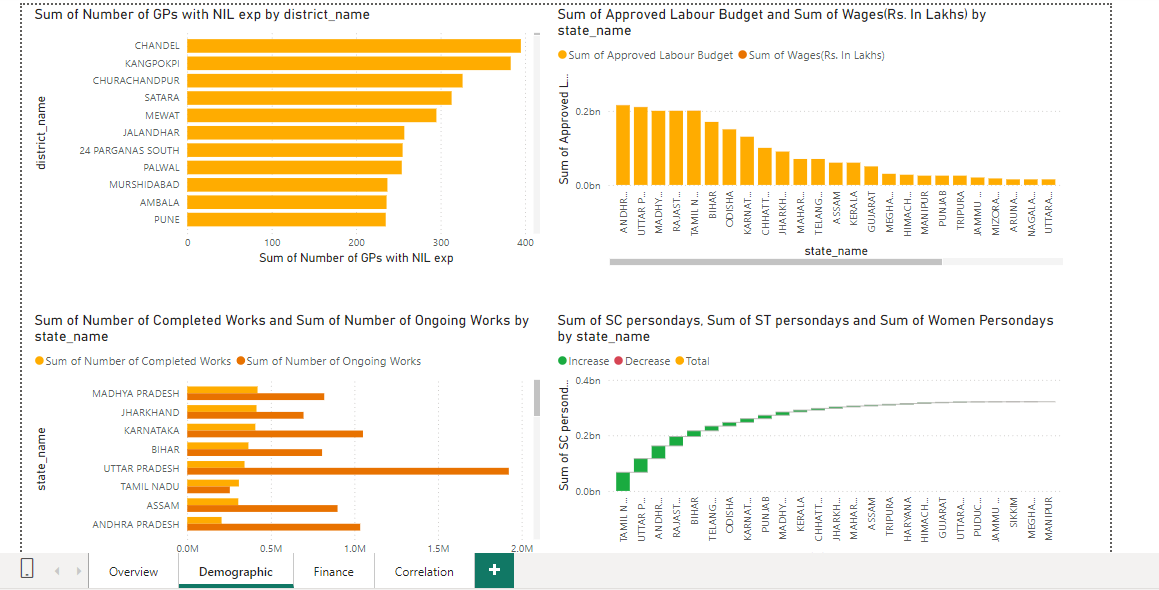 Sum of Number of GPs with NIL exp by district_name
district_name
CHANDEL
KANGPOKPI
CHURACHANDPUR
SATARA
MEWAT
JALANDHAR
24 PARGANAS SOUTH
PALWAL
MURSHIDABAD
AMBALA
PUNE
0 100 200 300 400
Sum of Number of GPs with NIL exp
Sum of Approved Labour Budget and Sum of Wages(Rs. In Lakhs) by
state_name
Sum of Approved Labour Budget Sum of Wages(Rs. In Lakhs)
Sum of Approved L...
0.2bn
0.0bn
ANDHR...
UTTAR P...
MADHY...
RAJAST...
TAMIL N...
BIHAR
ODISHA
KARNAT...
CHHATT...
JHARKH...
MAHAR...
TELANG...
ASSAM
KERALA
GUJARAT
MEGHA...
HIMACH...
MANIPUR
PUNJAB
TRIPURA
JAMMU ...
MIZORA...
ARUNA...
NAGALA...
UTTARA...
state_name
Sum of Number of Completed Works and Sum of Number of Ongoing Works by
state_name
Sum of Number of Completed Works Sum of Number of Ongoing Works
state_name
MADHYA PRADESH
JHARKHAND
KARNATAKA
BIHAR
UTTAR PRADESH
TAMIL NADU
ASSAM
ANDHRA PRADESH
0.0M 0.5M 1.0M 1.5M 2.0M
Sum of SC persondays, Sum of ST persondays and Sum of Women Persondays
by state_name
Increase Decrease Total
Sum of SC persond...
0.4bn
0.2bn
0.0bn
TAMIL N...
UTTAR P...
ANDHR...
RAJAST...
BIHAR
TELANG...
ODISHA
KARNAT...
PUNJAB
MADHY...
KERALA
CHHATT...
JHARKH...
MAHAR...
ASSAM
TRIPURA
HARYANA
HIMACH...
GUJARAT
UTTARA...
PUDUC...
JAMMU ...
SIKKIM
MEGHA...
MANIPUR
Overview Demographic Finance Correlation +